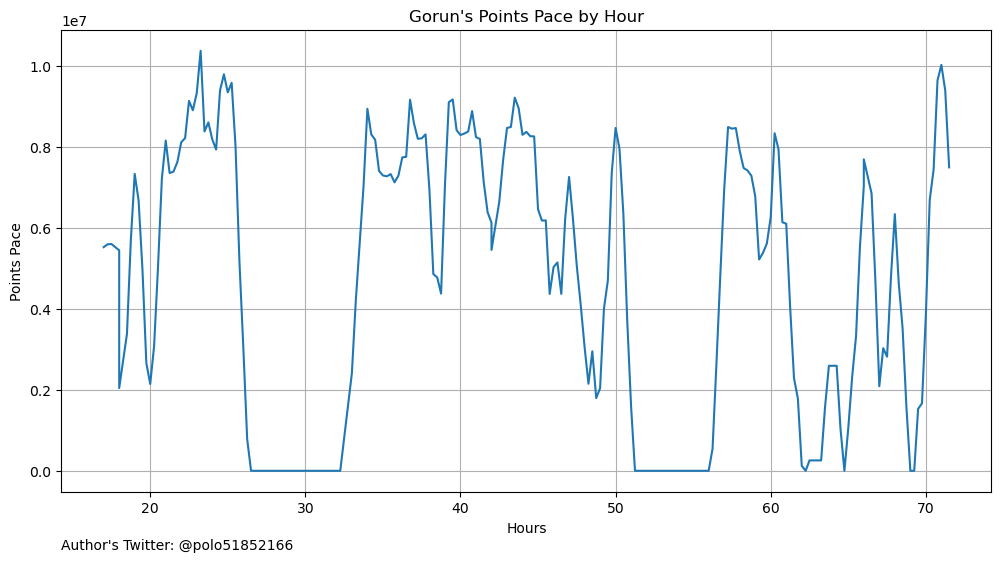 Gorun's Points Pace by Hour
1e7
1.0
0.8
0.6
0.4
0.2
0.0
Points Pace
20 30 40 50 60 70
Hours
Author's Twitter: @polo51852166